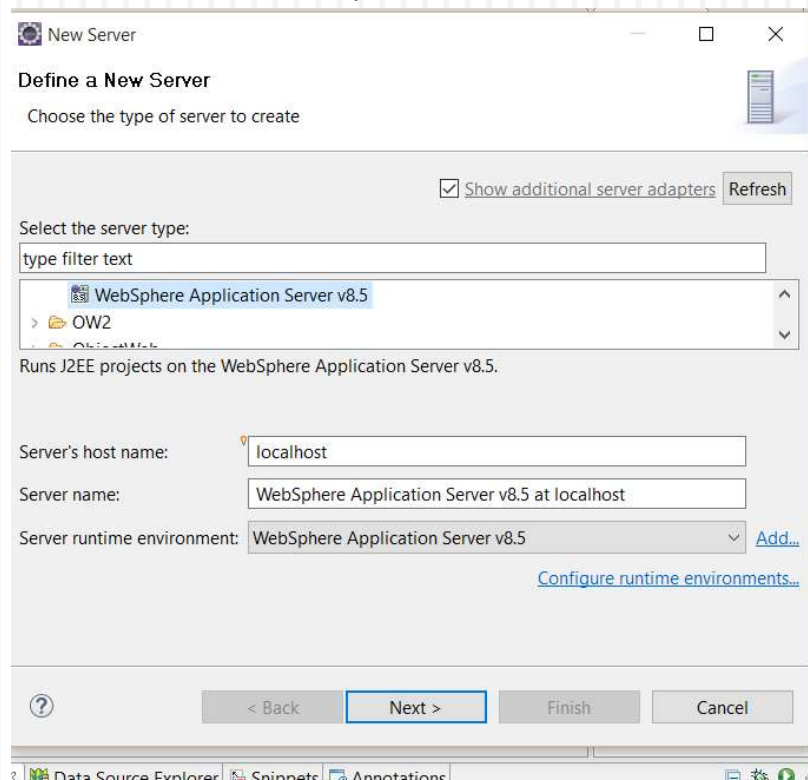 New Server
Define a New Server
Choose the type of server to create
Show additional server adapters Refresh
Select the server type:
type filter text
WebSphere Application Server v8.5
OW2
ObjectWeb
Runs J2EE projects on the WebSphere Application Server v8.5.
Server's host name: localhost
Server name: WebSphere Application Server v8.5 at localhost
Server runtime environment: WebSphere Application Server v8.5 Add...
Configure runtime environments...
? < Back Next > Finish Cancel
Data Source Explorer Snippets Annotations